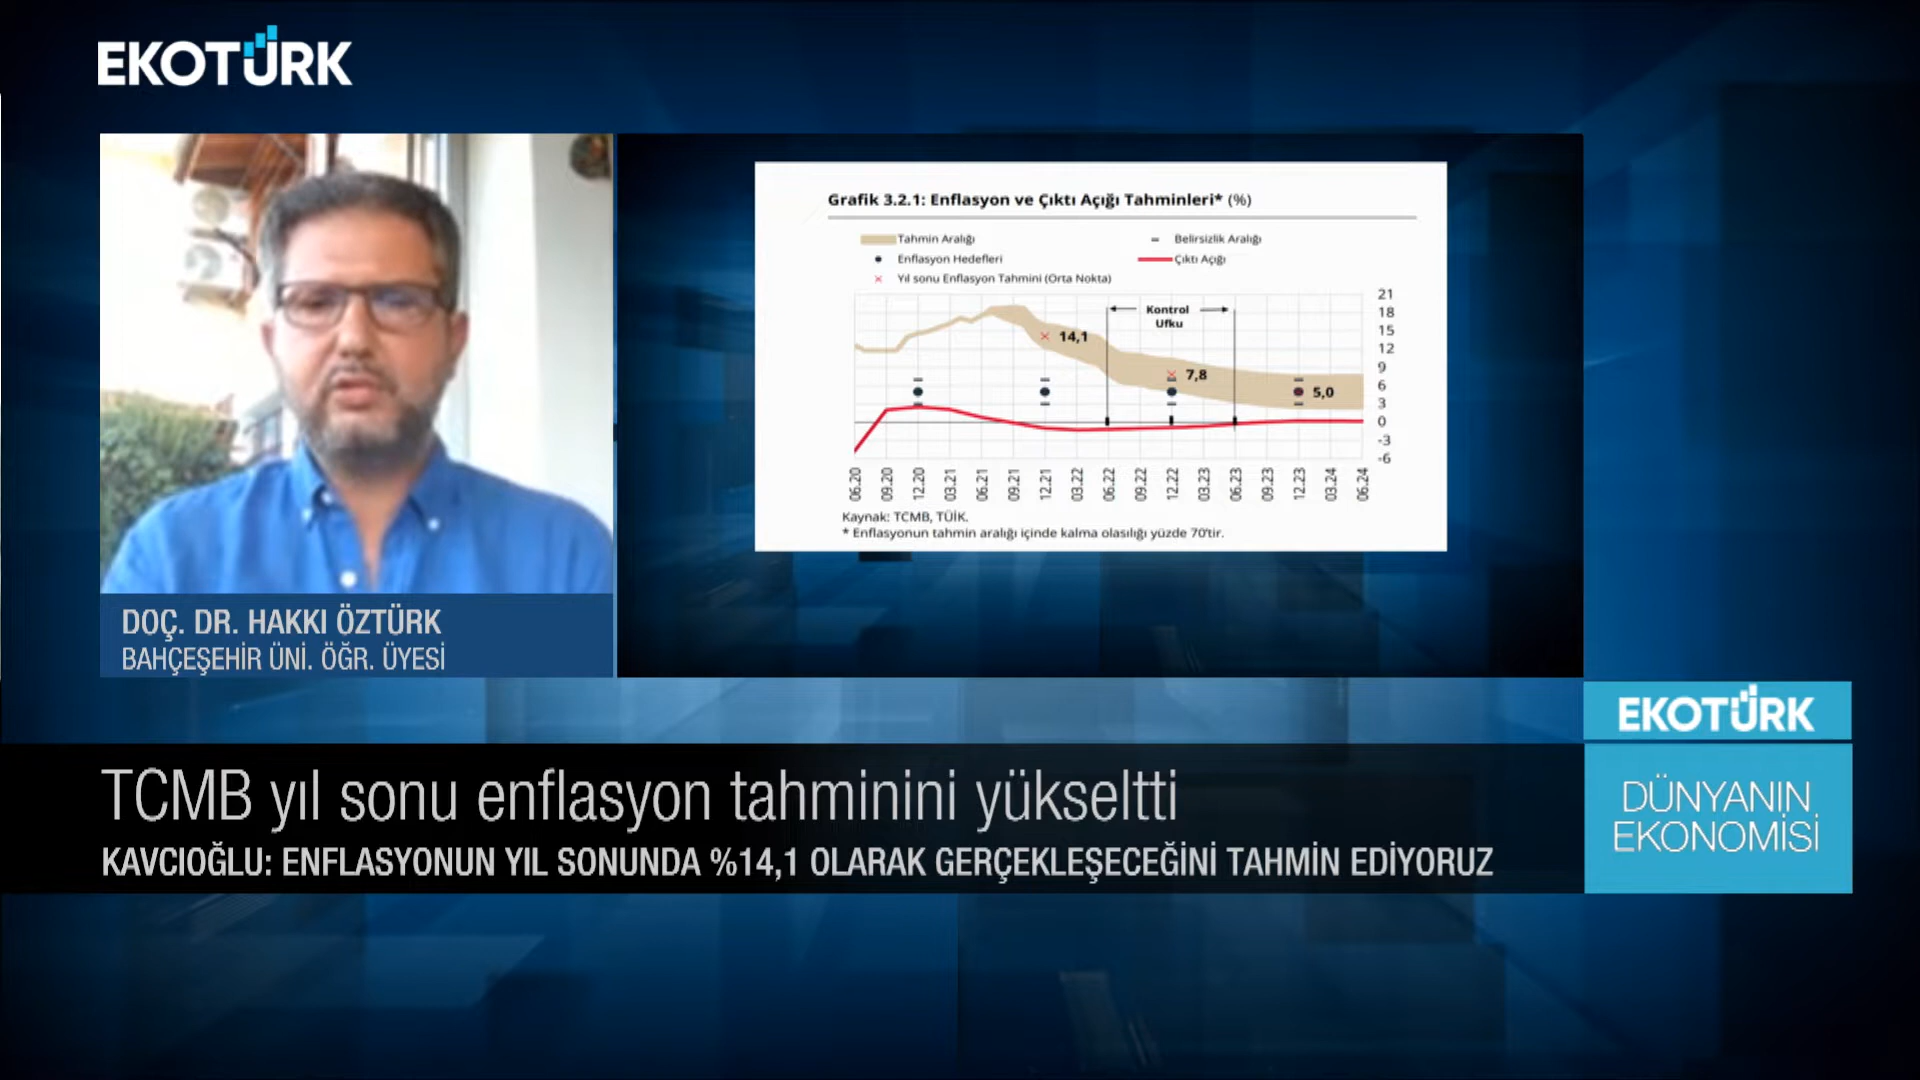 EKOTÜRK
Grafik 3.2.1: Enflasyon ve Çıktı Açığı Tahminleri* (%)
Tahmin Aralığı
Belirsizlik Aralığı
Enflasyon Hedefleri
Çıktı Açığı
Yıl sonu Enflasyon Tahmini (Orta Nokta)
Kontrol
Ufku
14,1
7,8
5,0
21
18
15
12
9
6
3
0
-3
-6
06.20
09.20
12.20
03.21
06.21
09.21
12.21
03.22
06.22
09.22
12.22
03.23
06.23
09.23
12.23
03.24
06.24
Kaynak: TCMB, TÜİK.
* Enflasyonun tahmin aralığı içinde kalma olasılığı yüzde 70'tir.
DOÇ. DR. HAKKI ÖZTÜRK
BAHÇEŞEHİR ÜNİ. ÖĞR. ÜYESİ
EKOTÜRK
DÜNYANIN
EKONOMİSİ
TCMB yıl sonu enflasyon tahminini yükseltti
KAVCIOĞLU: ENFLASYONUN YIL SONUNDA %14,1 OLARAK GERÇEKLEŞECEĞİNİ TAHMİN EDİYORUZ